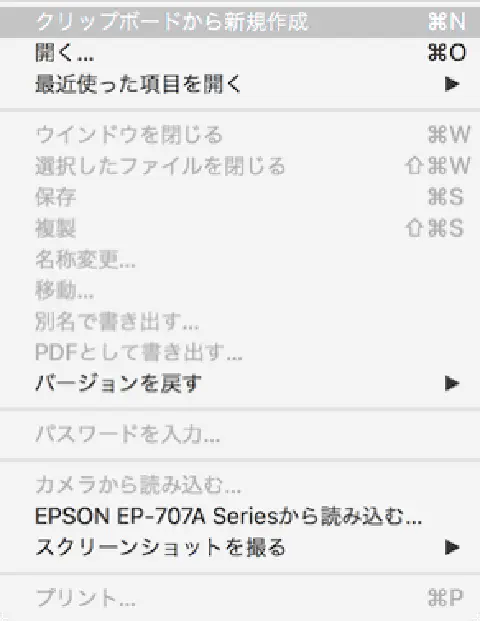 クリップボードから新規作成 ⌘N
開く... ⌘O
最近使った項目を開く ▶
ウインドウを閉じる ⌘W
選択したファイルを閉じる ⇧⌘W
保存 ⌘S
複製 ⇧⌘S
名称変更...
移動...
別名で書き出す...
PDFとして書き出す...
バージョンを戻す ▶
パスワードを入力...
カメラから読み込む...
EPSON EP-707A Seriesから読み込む...
スクリーンショットを撮る ▶
プリント... ⌘P